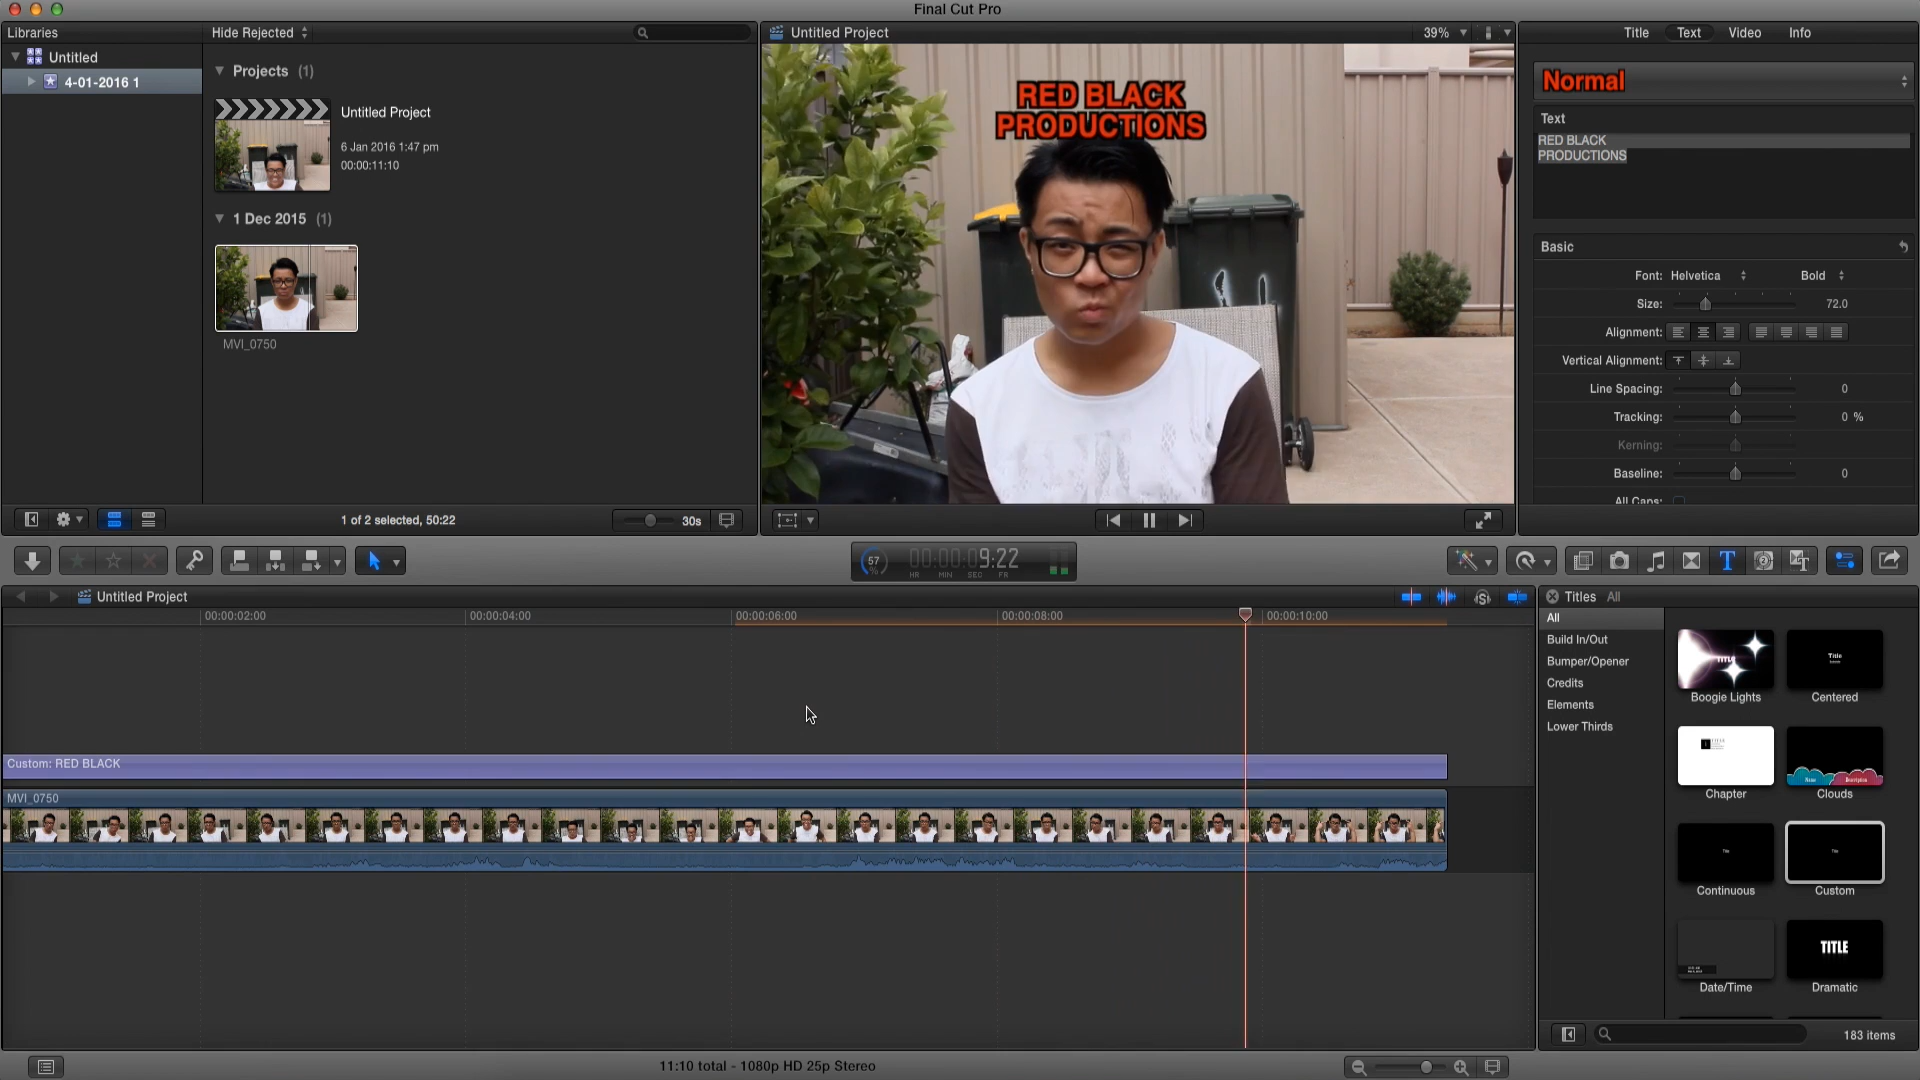 Final Cut Pro
Libraries
Hide Rejected
Untitled Project
39%
Title
Text
Video
Info
Untitled
4-01-2016 1
Projects (1)
Untitled Project
6 Jan 2016 1:47 pm
00:00:11:10
1 Dec 2015 (1)
MVI_0750
RED BLACK
PRODUCTIONS
Normal
Text
RED BLACK
PRODUCTIONS
Basic
Font: Helvetica Bold
Size: 72.0
Alignment:
Vertical Alignment:
Line Spacing: 0
Tracking: 0 %
Kerning:
Baseline: 0
All Caps:
1 of 2 selected, 50:22
30s
57 %
00:00:09:22
HR MIN SEC FR
Untitled Project
00:00:02:00
00:00:04:00
00:00:06:00
00:00:08:00
00:00:10:00
Custom: RED BLACK
MVI_0750
Titles All
All
Build In/Out
Bumper/Opener
Credits
Elements
Lower Thirds
Boogie Lights
Title
Centered
Chapter
Clouds
Title
Continuous
Title
Custom
Date/Time
TITLE
Dramatic
183 items
11:10 total - 1080p HD 25p Stereo